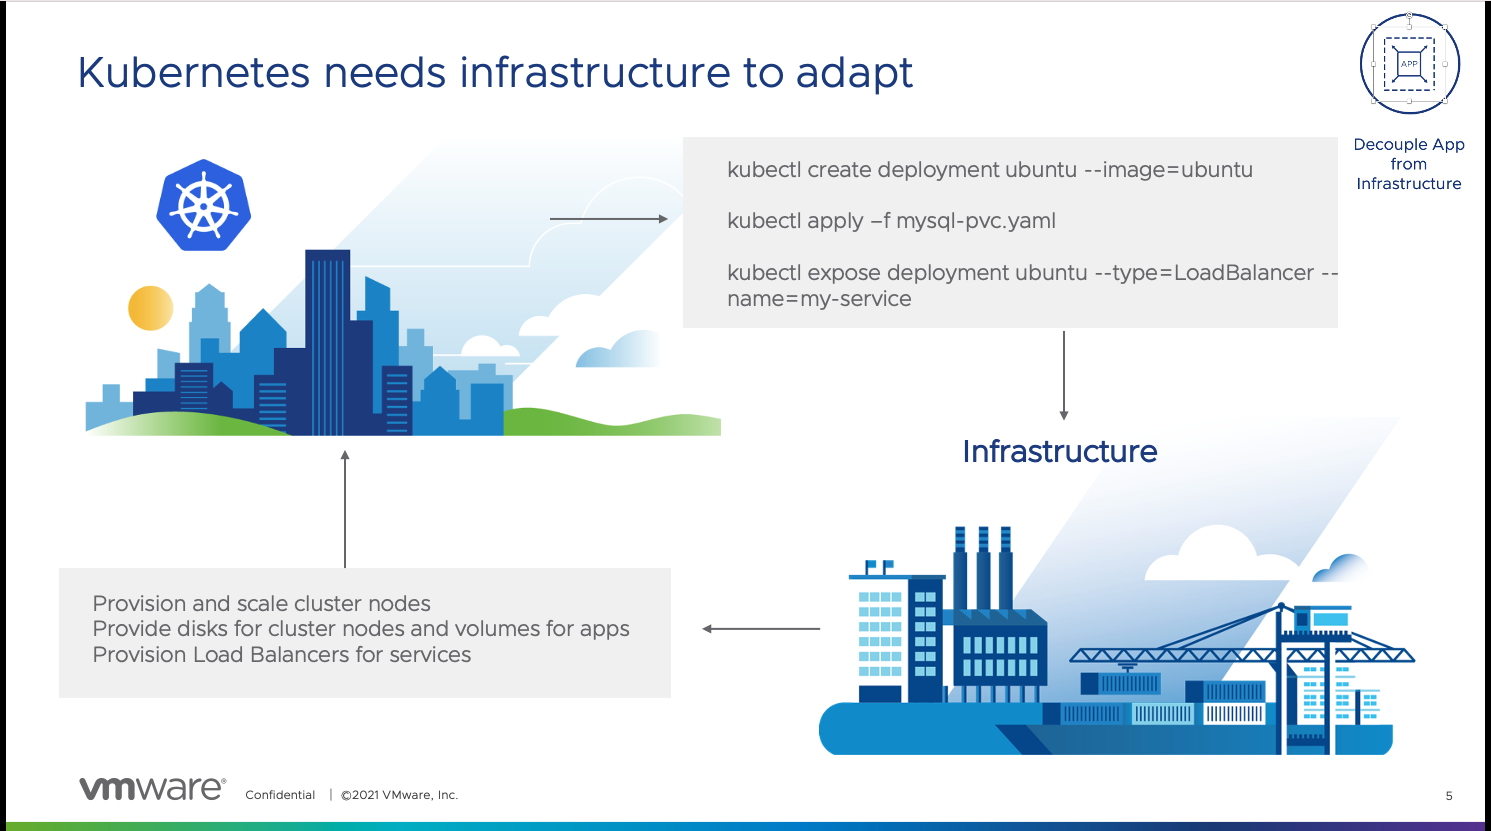 Kubernetes needs infrastructure to adapt
APP
Decouple App
from
Infrastructure
kubectl create deployment ubuntu --image=ubuntu
kubectl apply –f mysql-pvc.yaml
kubectl expose deployment ubuntu --type=LoadBalancer --
name=my-service
Infrastructure
Provision and scale cluster nodes
Provide disks for cluster nodes and volumes for apps
Provision Load Balancers for services
vmware®
Confidential | ©2021 VMware, Inc.
5